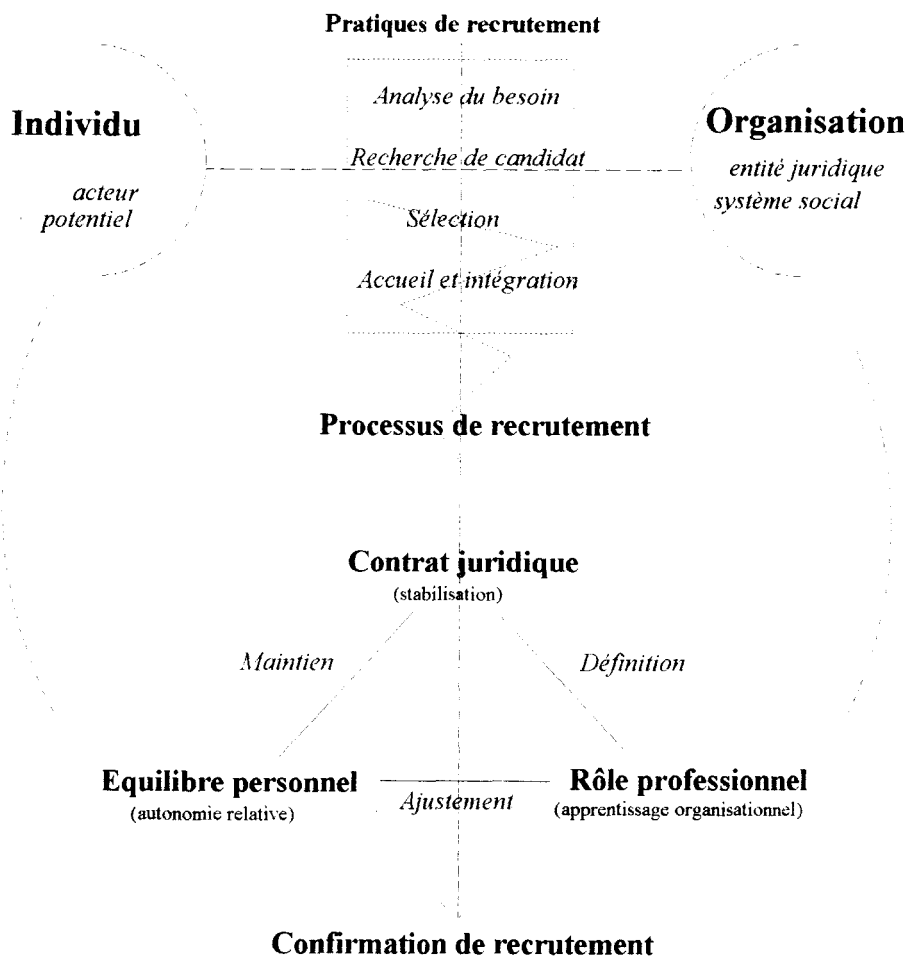 Pratiques de recrutement
Analyse du besoin
Individu
Organisation
Recherche de candidat
entité juridique
acteur
système social
potentiel
Sélection
Accueil et intégration
Processus de recrutement
Contrat juridique
(stabilisation)
Maintien
Définition
Equilibre personnel
Rôle professionnel
(autonomie relative)
Ajustement
(apprentissage organisationnel)
Confirmation de recrutement